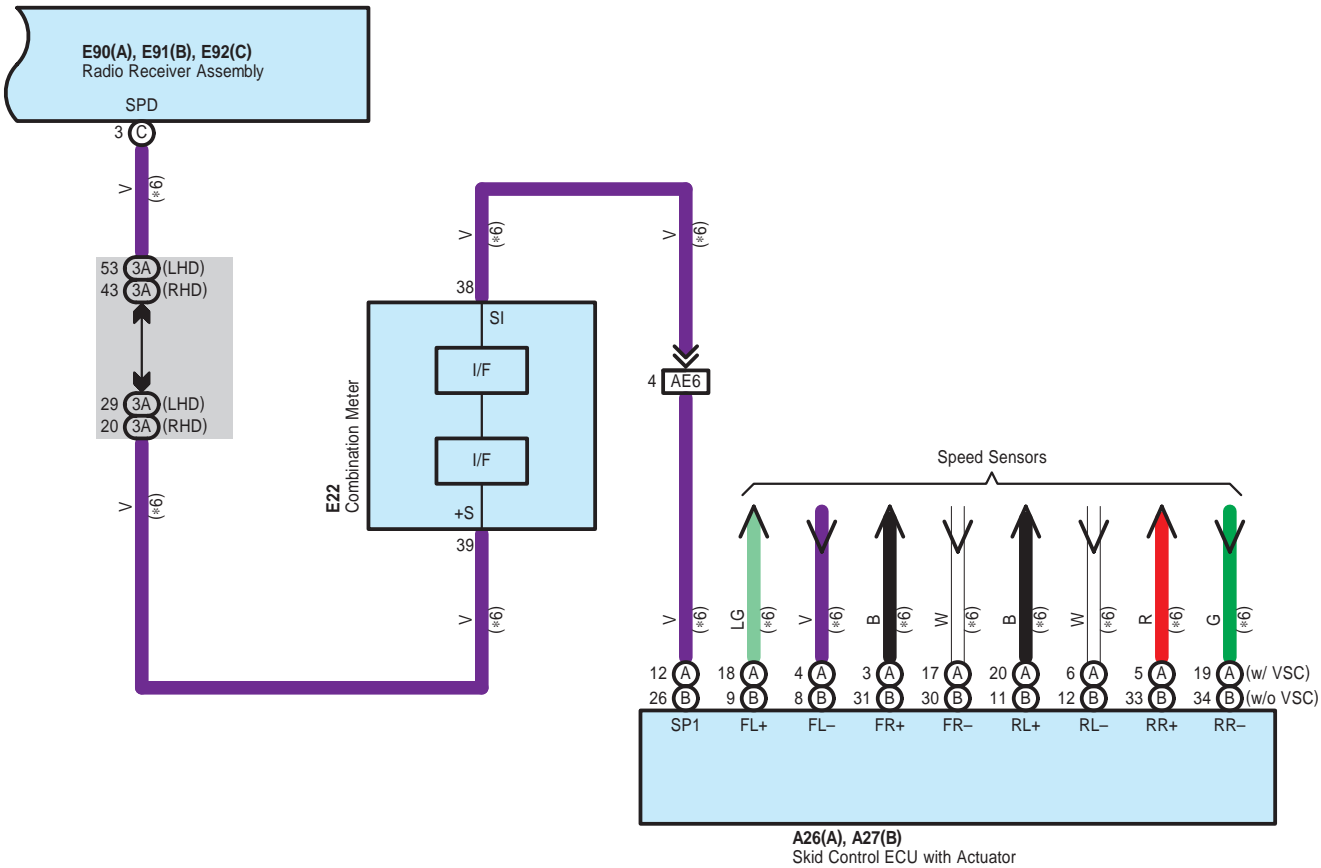 E90(A), E91(B), E92(C)
Radio Receiver Assembly
SPD
3 C
V (*6)
53 3A (LHD)
43 3A (RHD)
29 3A (LHD)
20 3A (RHD)
V (*6)
V (*6)
38
SI
I/F
I/F
+S
39
E22
Combination Meter
V (*6)
V (*6)
4 AE6
Speed Sensors
V (*6) LG (*6) V (*6) B (*6) W (*6) B (*6) W (*6) R (*6) G (*6)
12 A 18 A 4 A 3 A 17 A 20 A 6 A 5 A 19 A (w/ VSC)
26 B 9 B 8 B 31 B 30 B 11 B 12 B 33 B 34 B (w/o VSC)
SP1 FL+ FL– FR+ FR– RL+ RL– RR+ RR–
A26(A), A27(B)
Skid Control ECU with Actuator